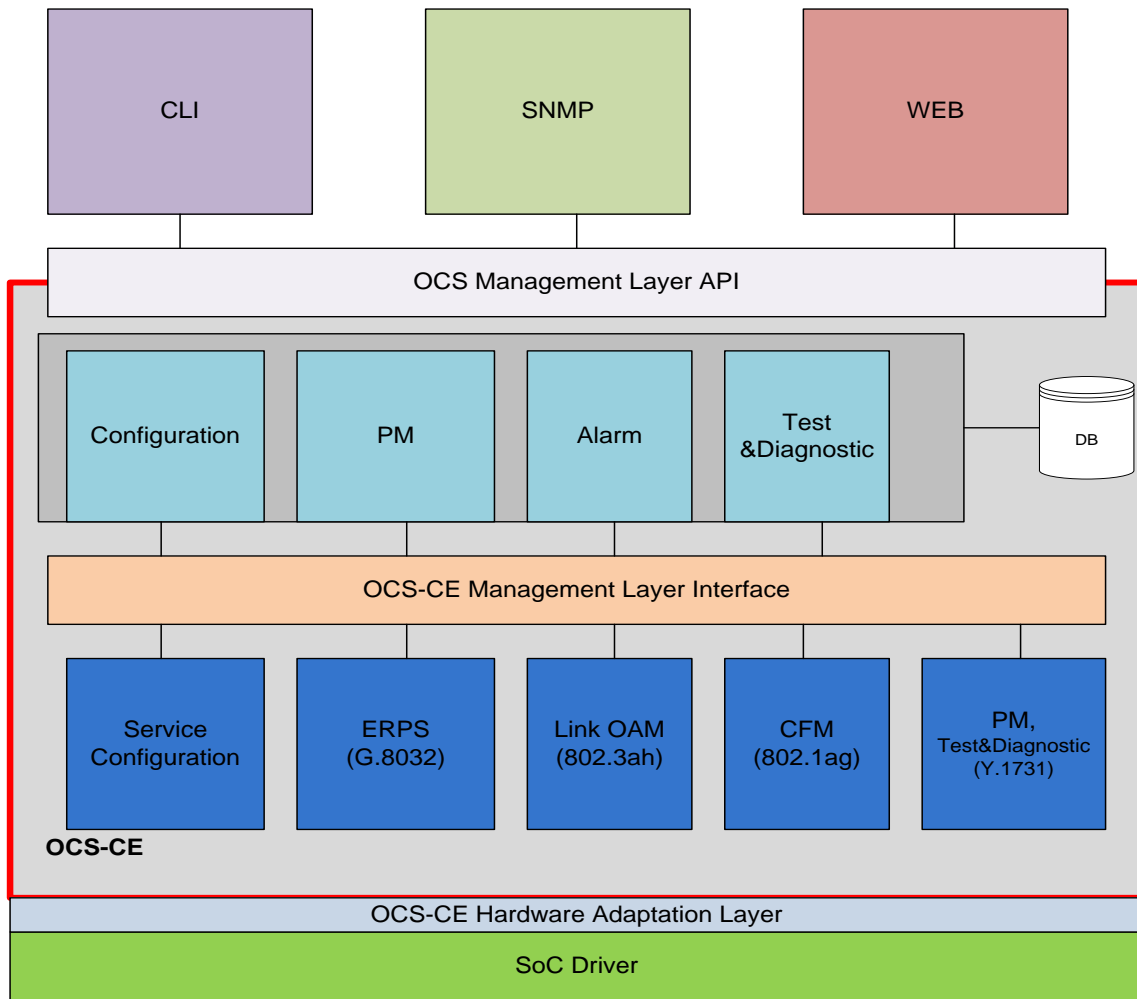 CLI
SNMP
WEB
OCS Management Layer API
Configuration
PM
Alarm
Test
&Diagnostic
DB
OCS-CE Management Layer Interface
Service
Configuration
ERPS
(G.8032)
Link OAM
(802.3ah)
CFM
(802.1ag)
PM,
Test&Diagnostic
(Y.1731)
OCS-CE
OCS-CE Hardware Adaptation Layer
SoC Driver